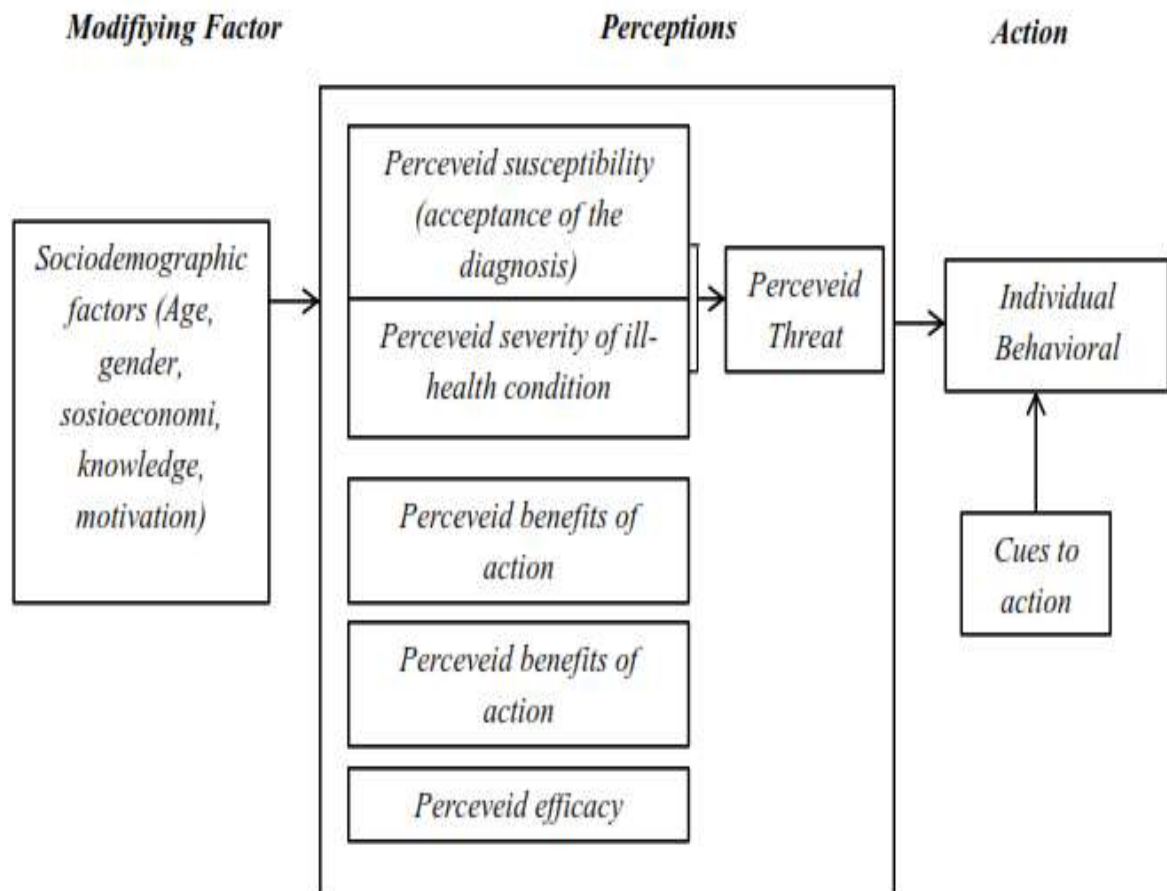 Modifiying Factor
Perceptions
Action
Sociodemographic
factors (Age,
gender,
sosioeconomi,
knowledge,
motivation)
Perceveid susceptibility
(acceptance of the
diagnosis)
Perceveid severity of ill-
health condition
Perceveid
Threat
Perceveid benefits of
action
Perceveid benefits of
action
Perceveid efficacy
Individual
Behavioral
Cues to
action